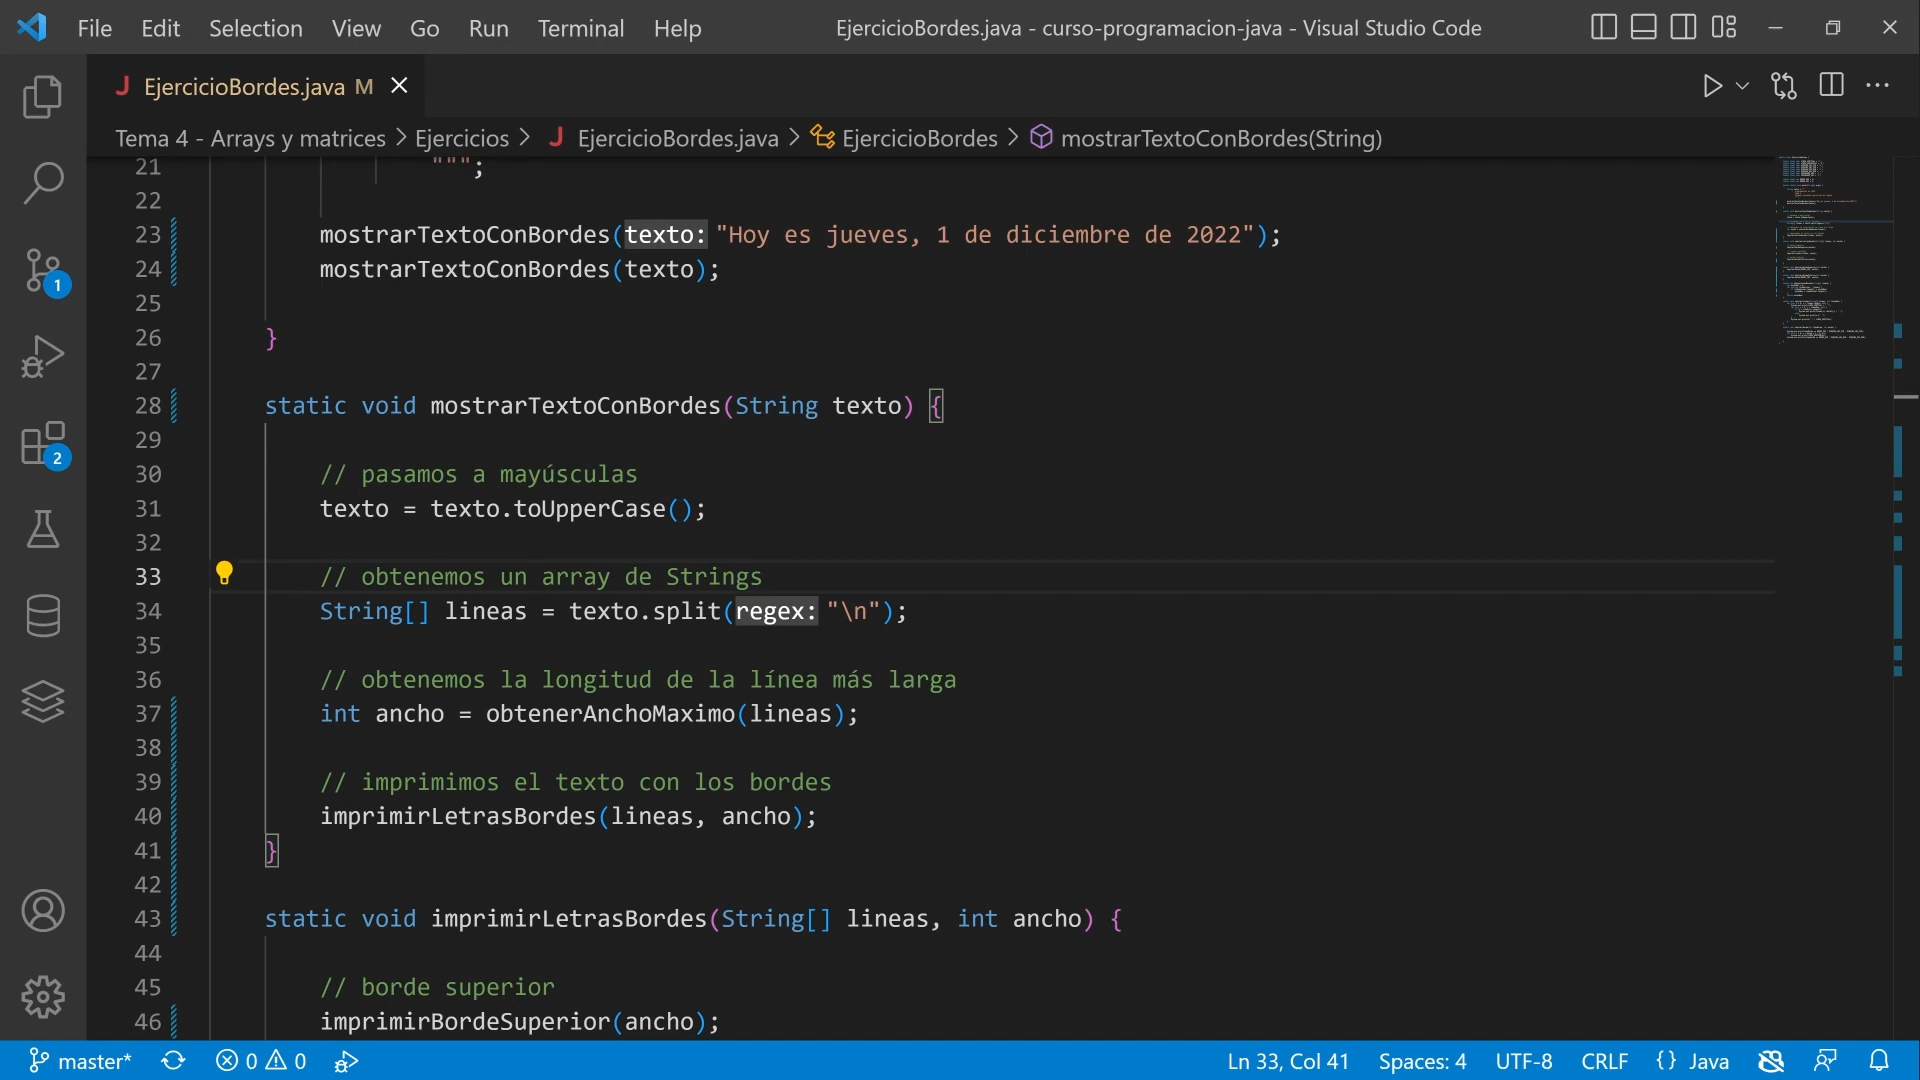 File Edit Selection View Go Run Terminal Help EjercicioBordes.java - curso-programacion-java - Visual Studio Code
J EjercicioBordes.java M
Tema 4 - Arrays y matrices > Ejercicios > J EjercicioBordes.java > EjercicioBordes > mostrarTextoConBordes(String)
21 """;
22
23 mostrarTextoConBordes(texto: "Hoy es jueves, 1 de diciembre de 2022");
24 mostrarTextoConBordes(texto);
25
26 }
27
28 static void mostrarTextoConBordes(String texto) {
29
30 // pasamos a mayúsculas
31 texto = texto.toUpperCase();
32
33 // obtenemos un array de Strings
34 String[] lineas = texto.split(regex: "\n");
35
36 // obtenemos la longitud de la línea más larga
37 int ancho = obtenerAnchoMaximo(lineas);
38
39 // imprimimos el texto con los bordes
40 imprimirLetrasBordes(lineas, ancho);
41 }
42
43 static void imprimirLetrasBordes(String[] lineas, int ancho) {
44
45 // borde superior
46 imprimirBordeSuperior(ancho);
1
2
master* 0 0 Ln 33, Col 41 Spaces: 4 UTF-8 CRLF {} Java